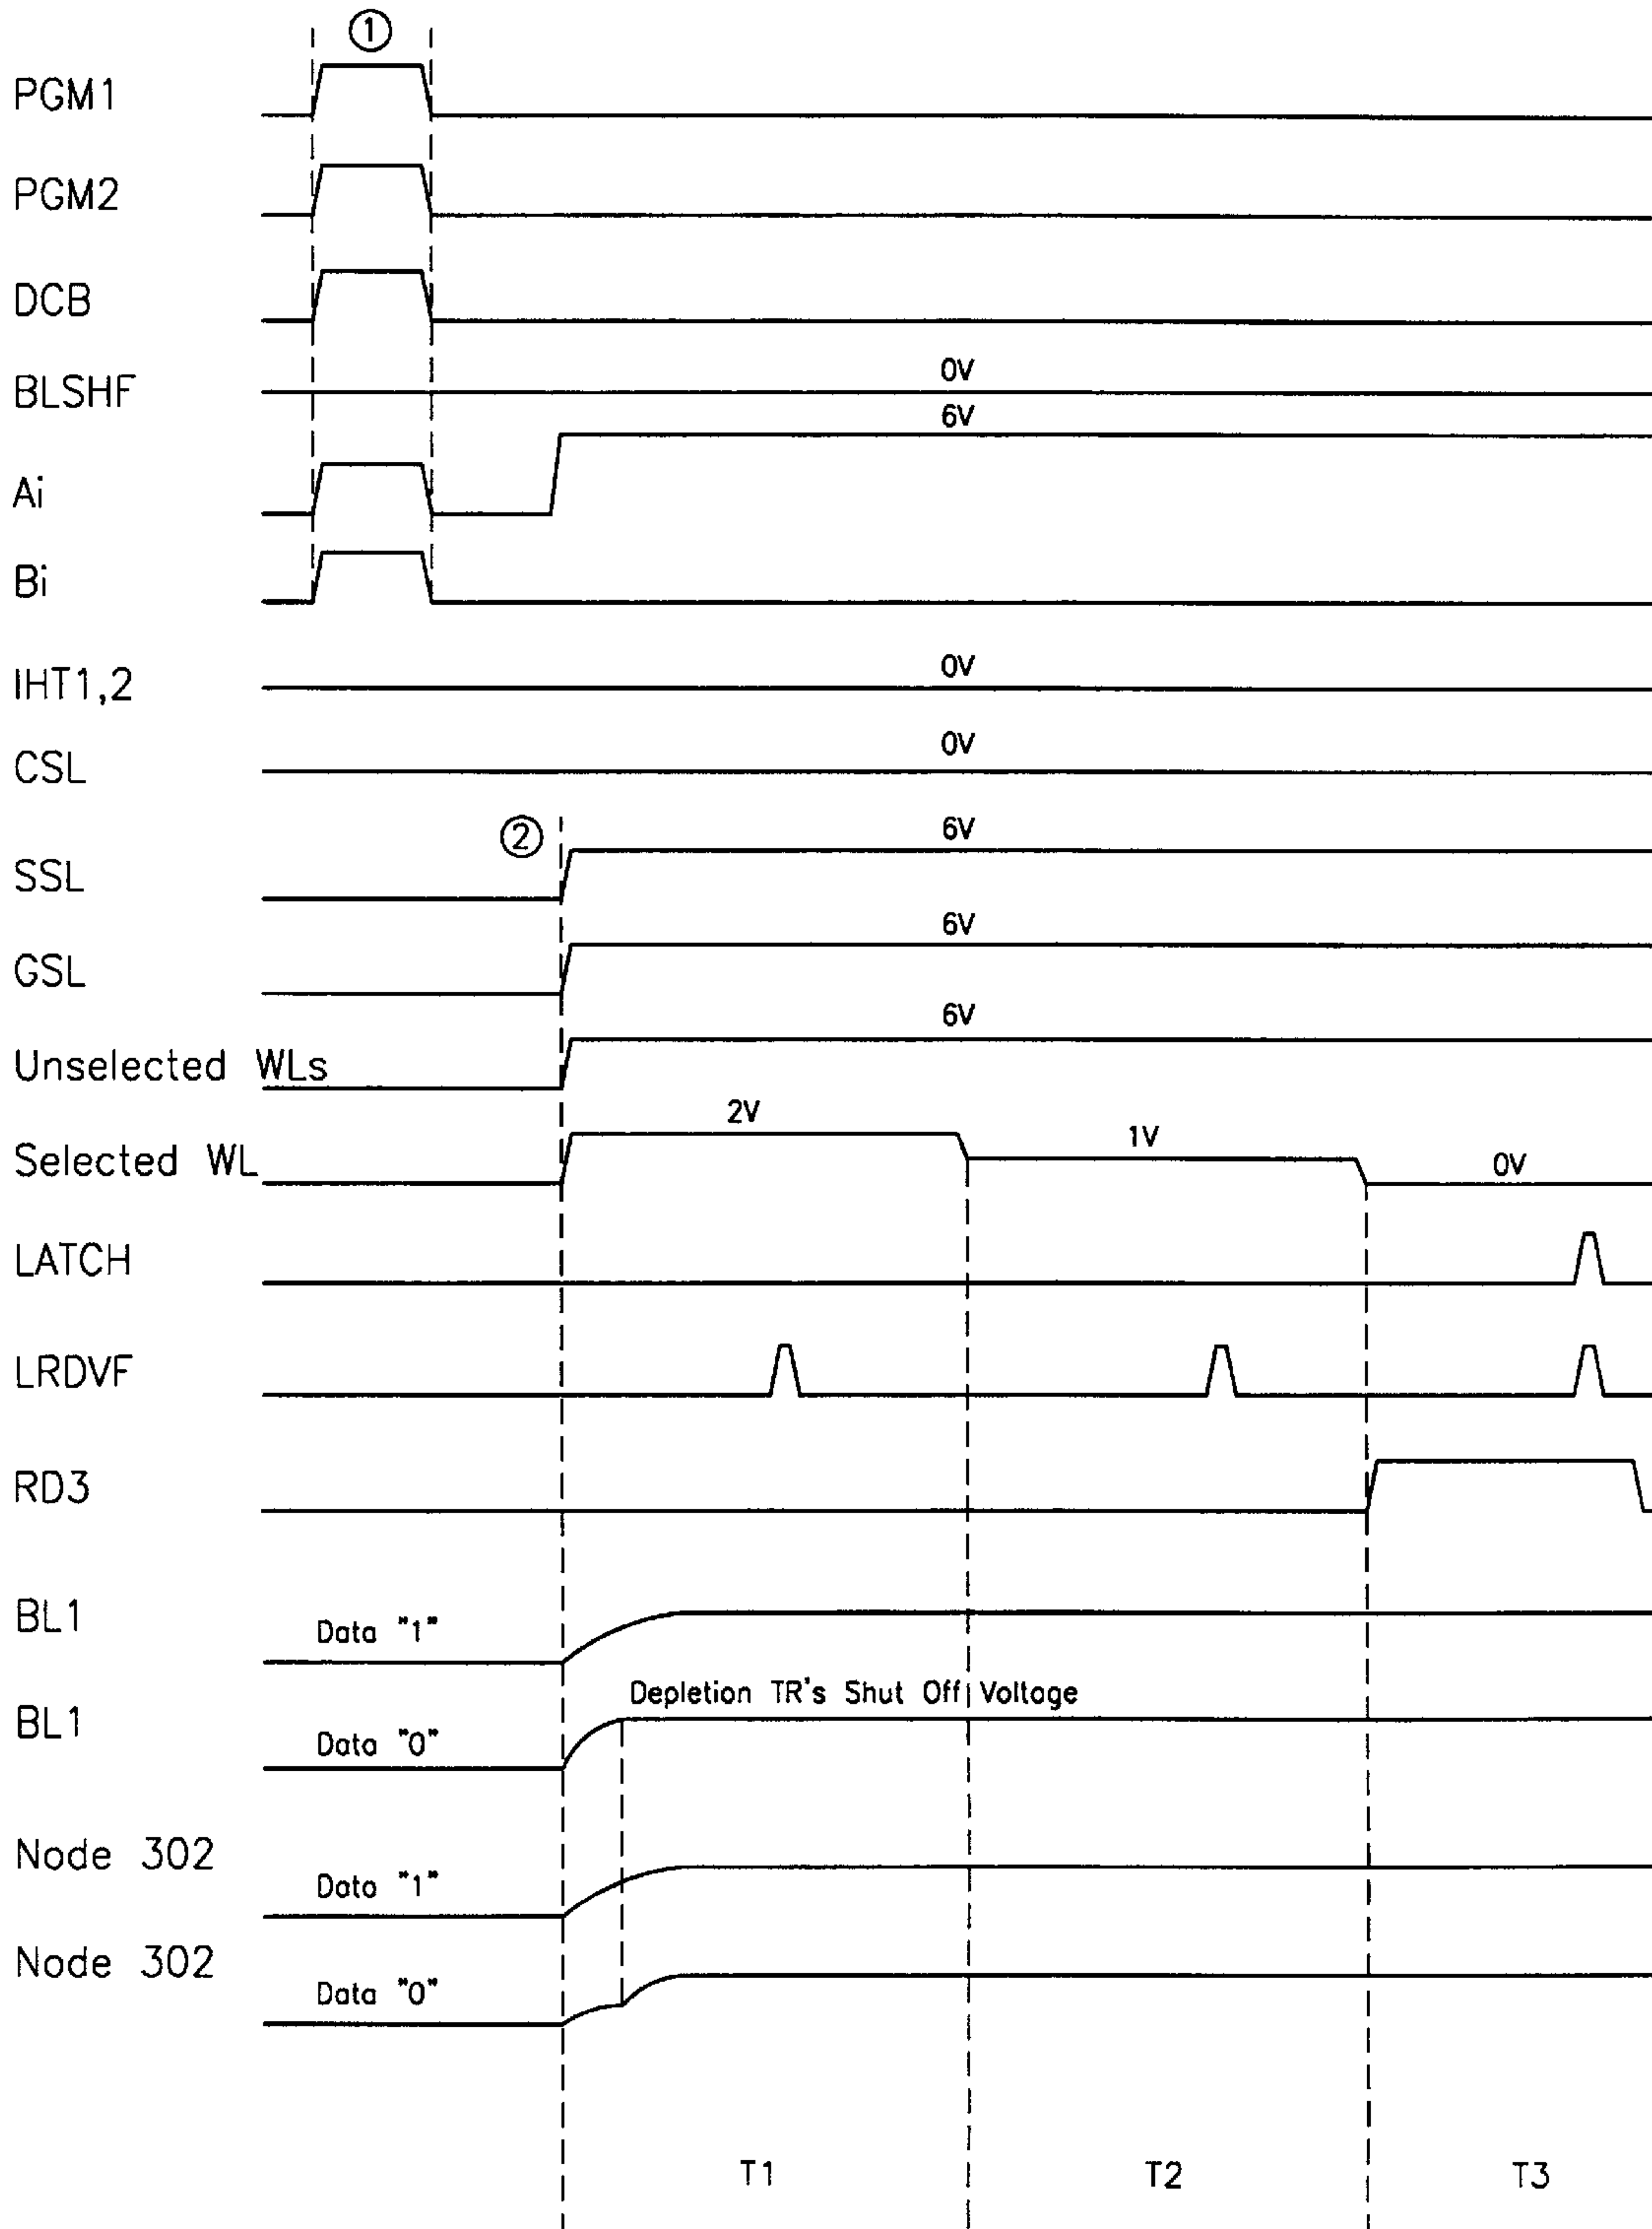 ①
PGM1
PGM2
DCB
BLSHF 0V
6V
Ai
Bi
IHT1,2 0V
CSL 0V
② 6V
SSL
6V
GSL
6V
Unselected WLs
2V 1V 0V
Selected WL
LATCH
LRDVF
RD3
BL1 Data "1"
Depletion TR's Shut Off Voltage
BL1 Data "0"
Node 302 Data "1"
Node 302 Data "0"
T1 T2 T3